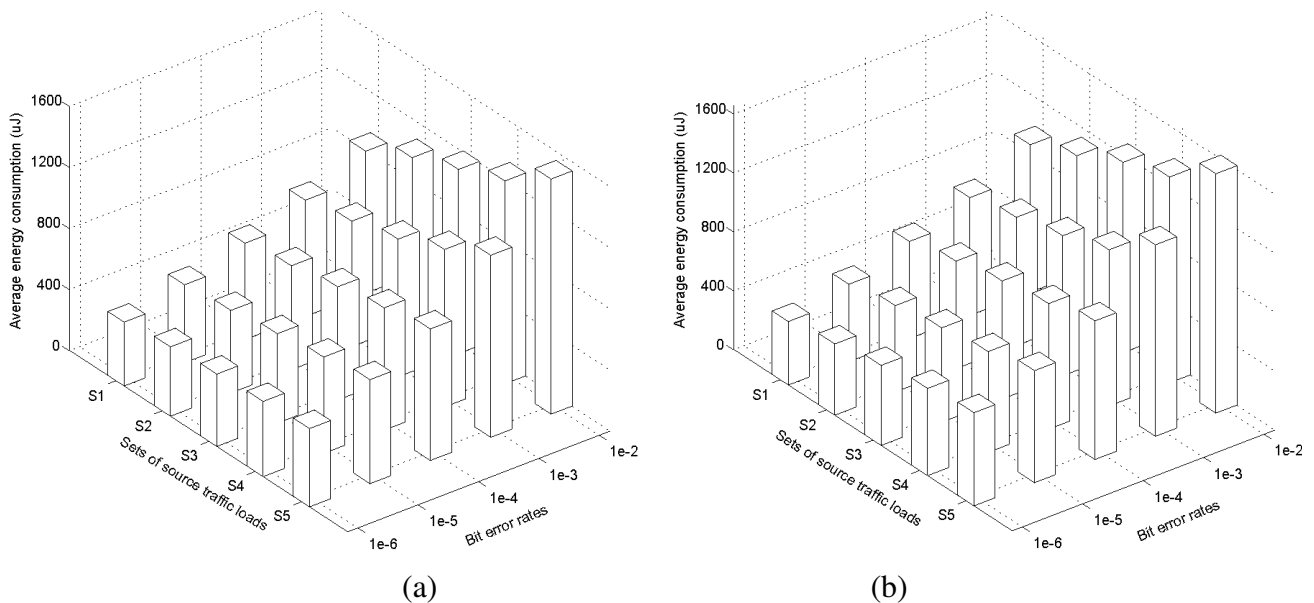 1600
1200
800
400
0
Average energy consumption (uJ)
S1
S2
S3
S4
S5
Sets of source traffic loads
1e-6
1e-5
1e-4
1e-3
1e-2
Bit error rates
(a)
1600
1200
800
400
0
Average energy consumption (uJ)
S1
S2
S3
S4
S5
Sets of source traffic loads
1e-6
1e-5
1e-4
1e-3
1e-2
Bit error rates
(b)